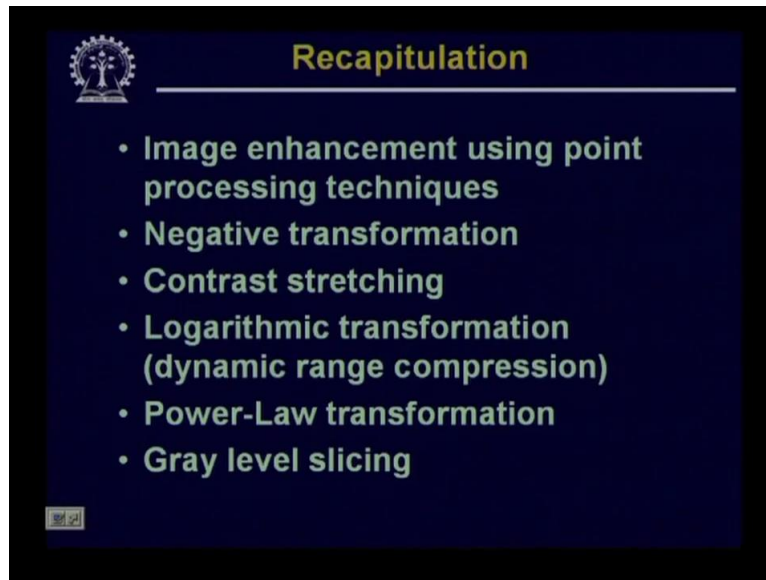 Recapitulation
• Image enhancement using point
processing techniques
• Negative transformation
• Contrast stretching
• Logarithmic transformation
(dynamic range compression)
• Power-Law transformation
• Gray level slicing